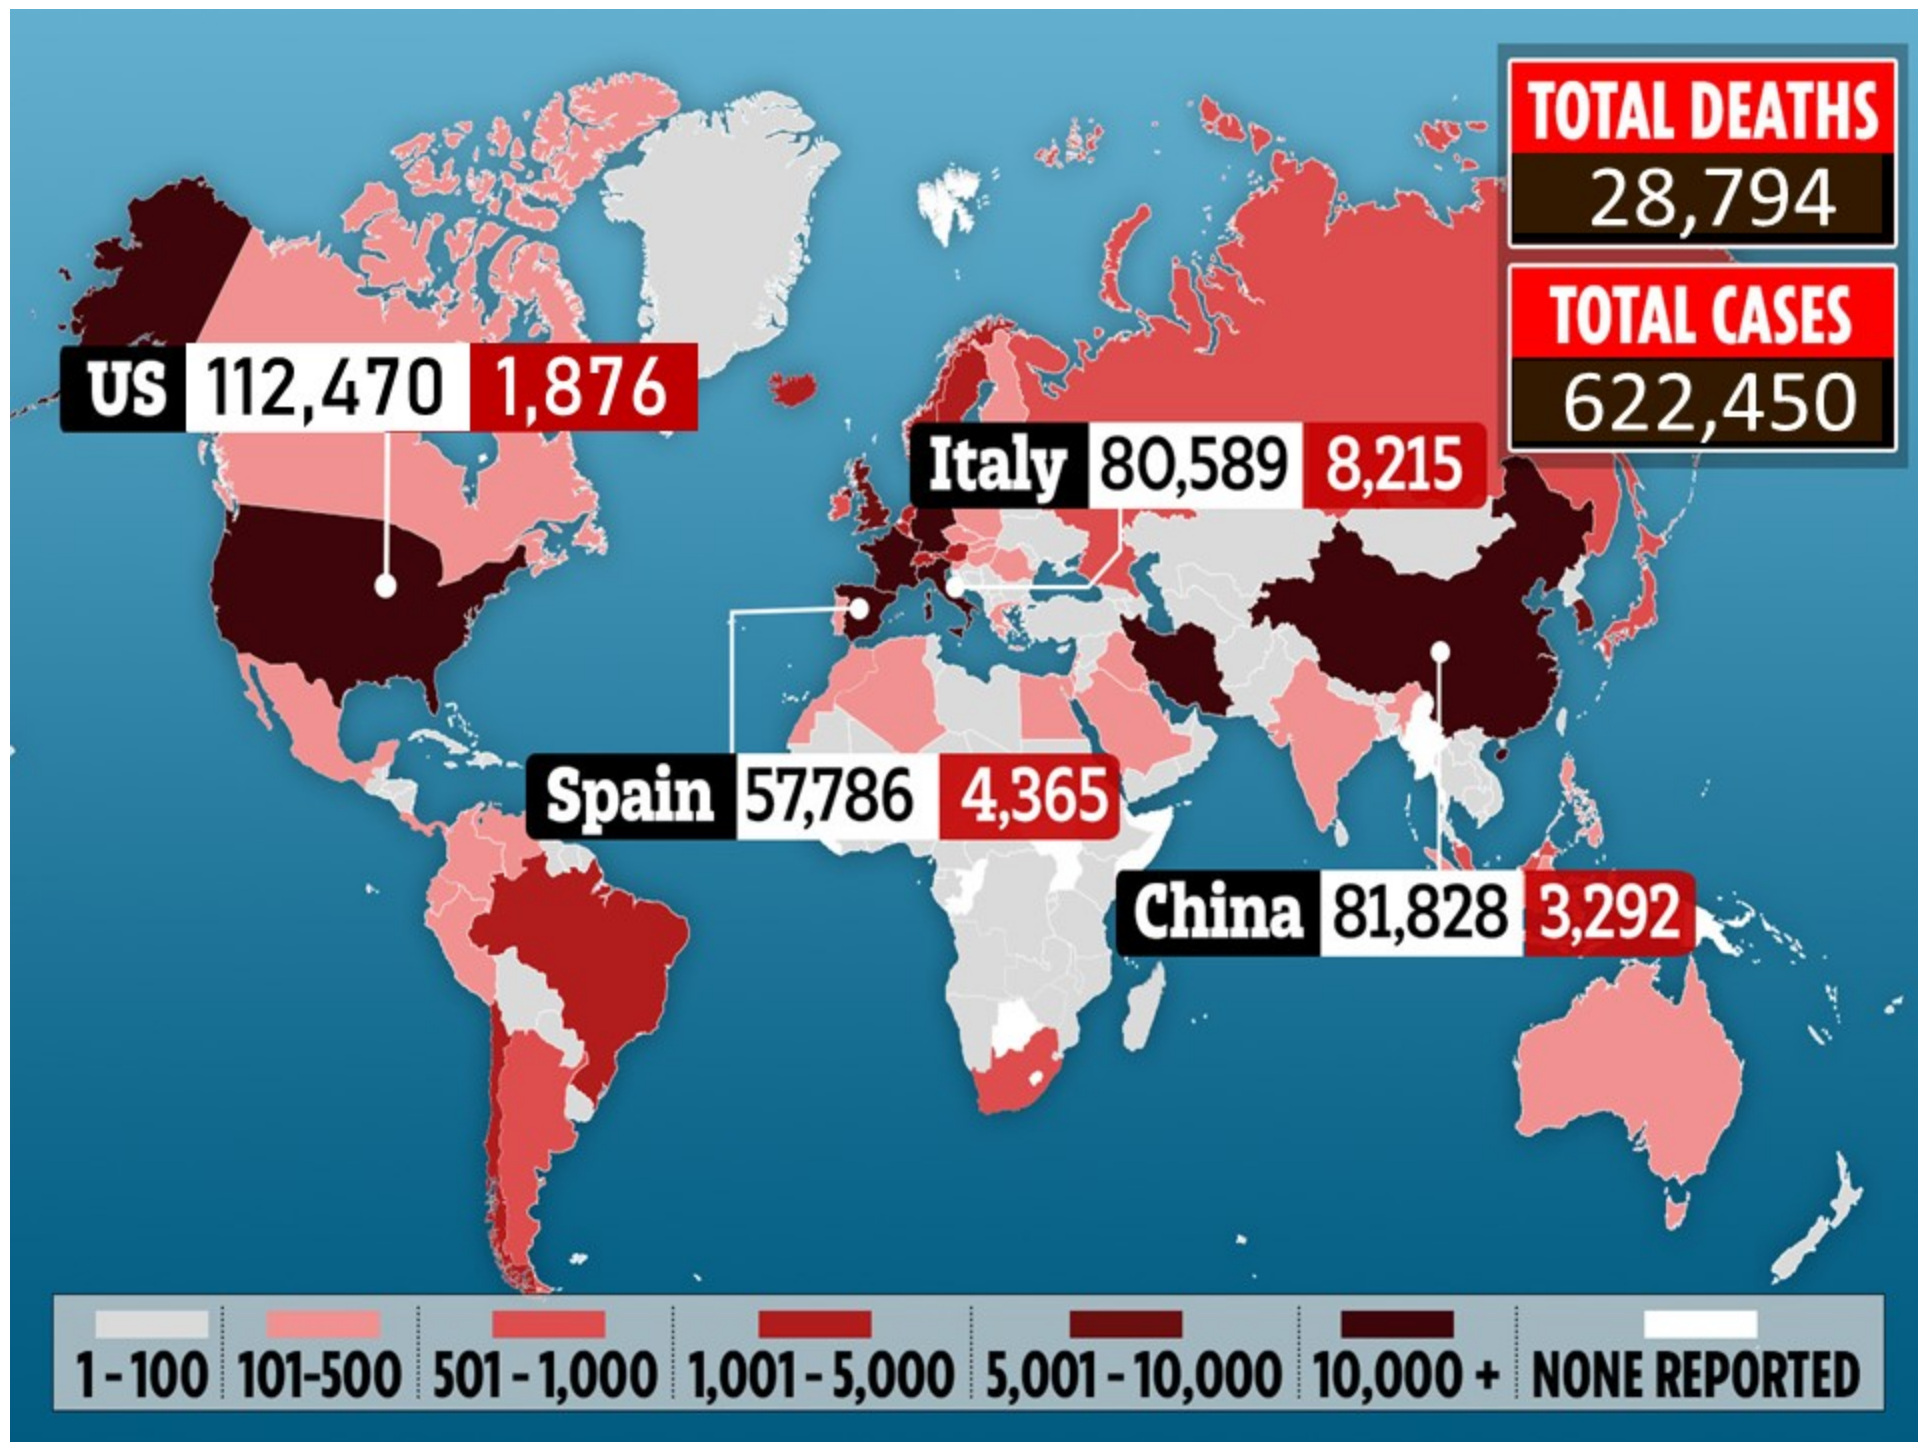 TOTAL DEATHS
28,794
TOTAL CASES
622,450
US 112,470 1,876
Italy 80,589 8,215
Spain 57,786 4,365
China 81,828 3,292
1-100 101-500 501-1,000 1,001-5,000 5,001-10,000 10,000+ NONE REPORTED